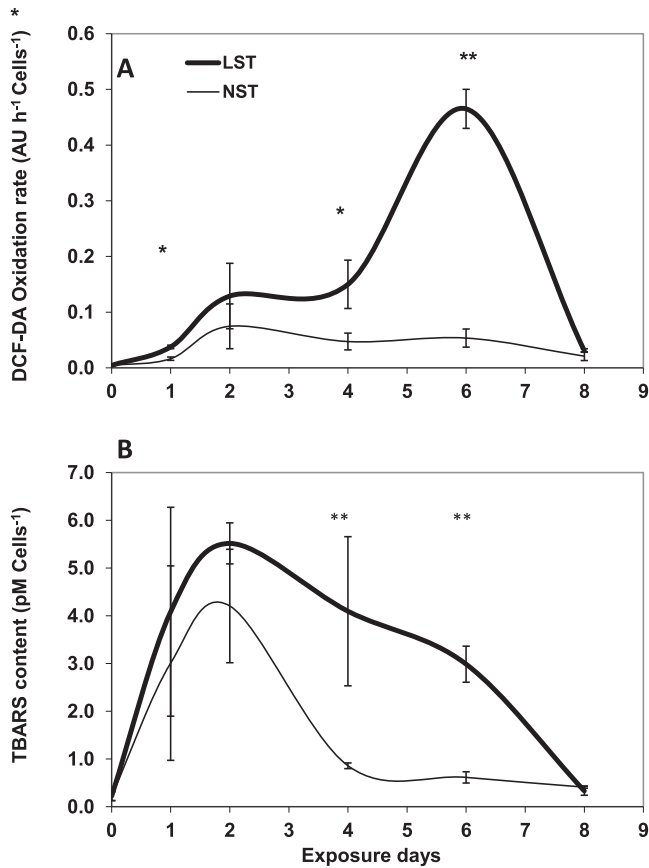 *
DCF-DA Oxidation rate (AU h-1 Cells-1)
A
LST
NST
0.6
0.5
0.4
0.3
0.2
0.1
0.0
*
*
**
0 1 2 3 4 5 6 7 8 9
B
TBARS content (pM Cells-1)
7.0
6.0
5.0
4.0
3.0
2.0
1.0
0.0
**
**
0 1 2 3 4 5 6 7 8 9
Exposure days